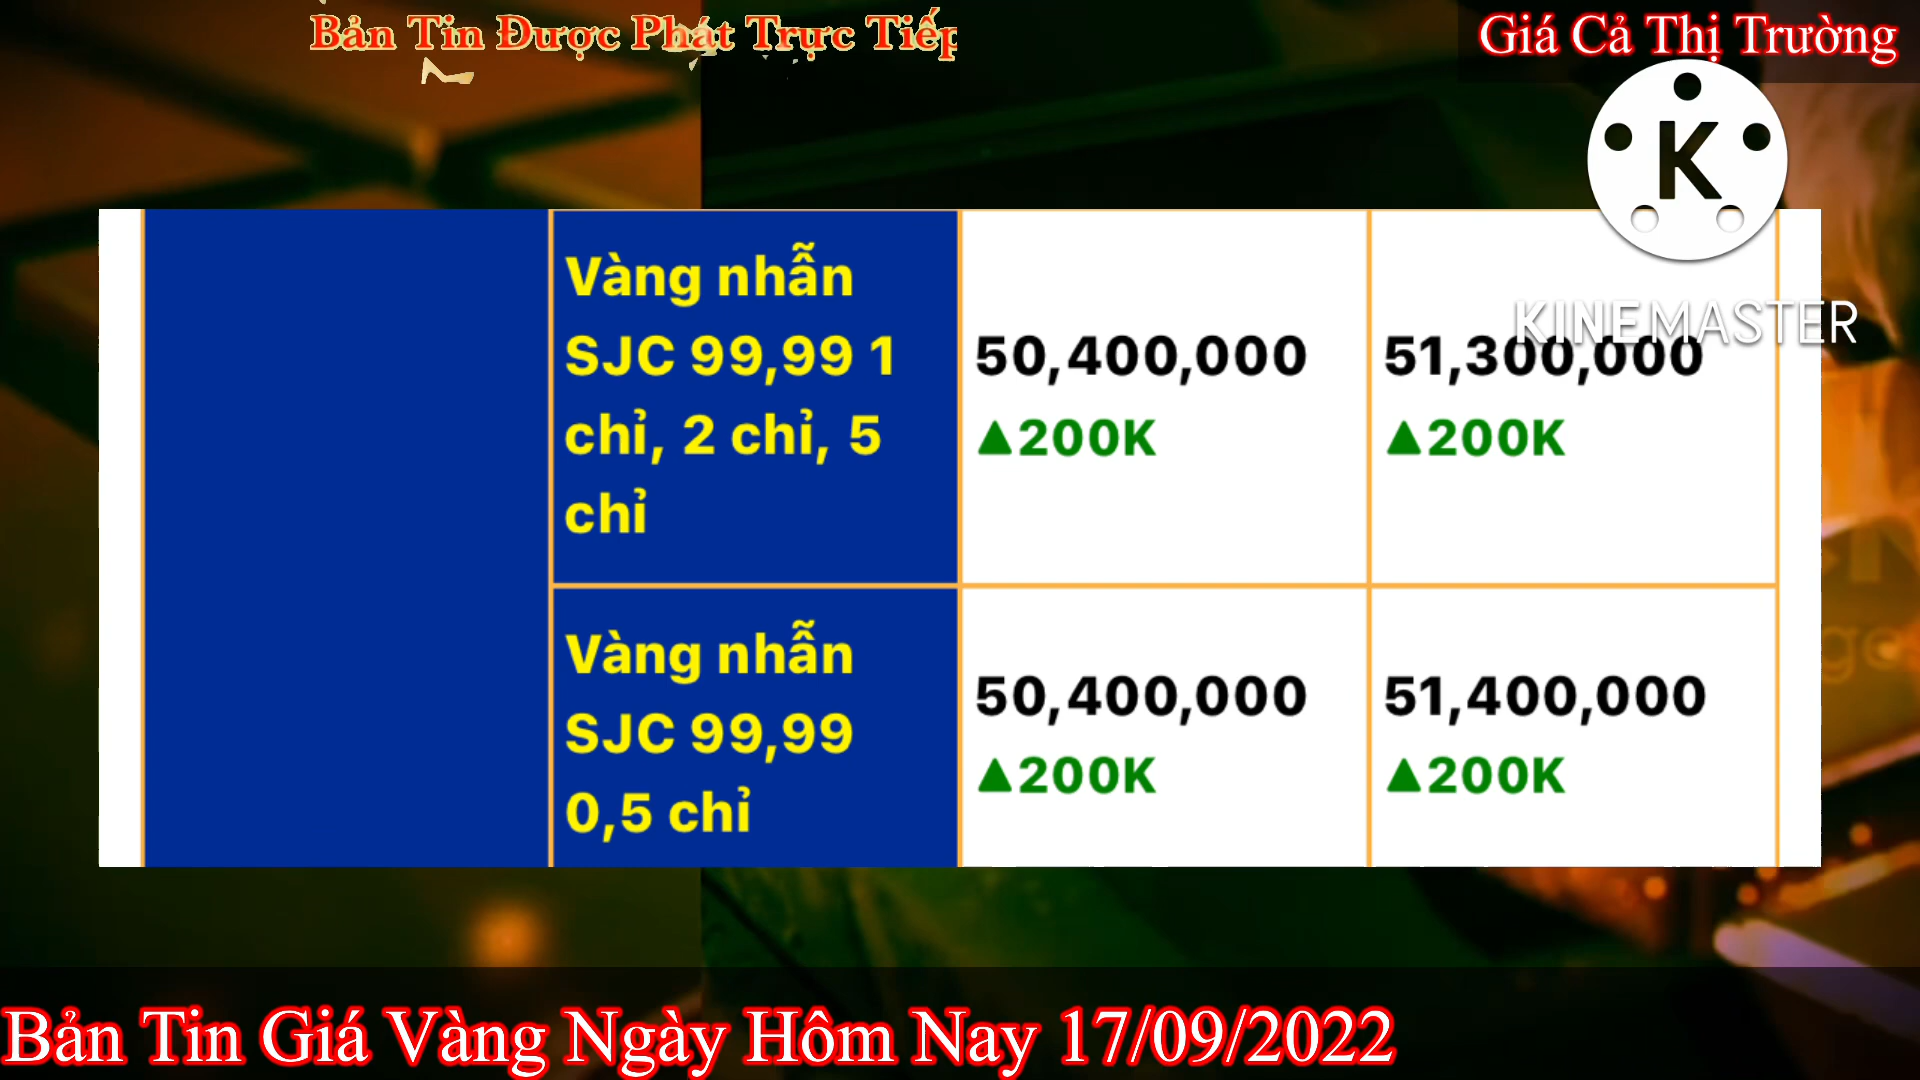 Bản Tin Được Phát Trực Tiếp
Giá Cả Thị Trường
K
KINEMASTER
Vàng nhẫn
SJC 99,99 1
chỉ, 2 chỉ, 5
chỉ
50,400,000
▲200K
51,300,000
▲200K
Vàng nhẫn
SJC 99,99
0,5 chỉ
50,400,000
▲200K
51,400,000
▲200K
Bản Tin Giá Vàng Ngày Hôm Nay 17/09/2022